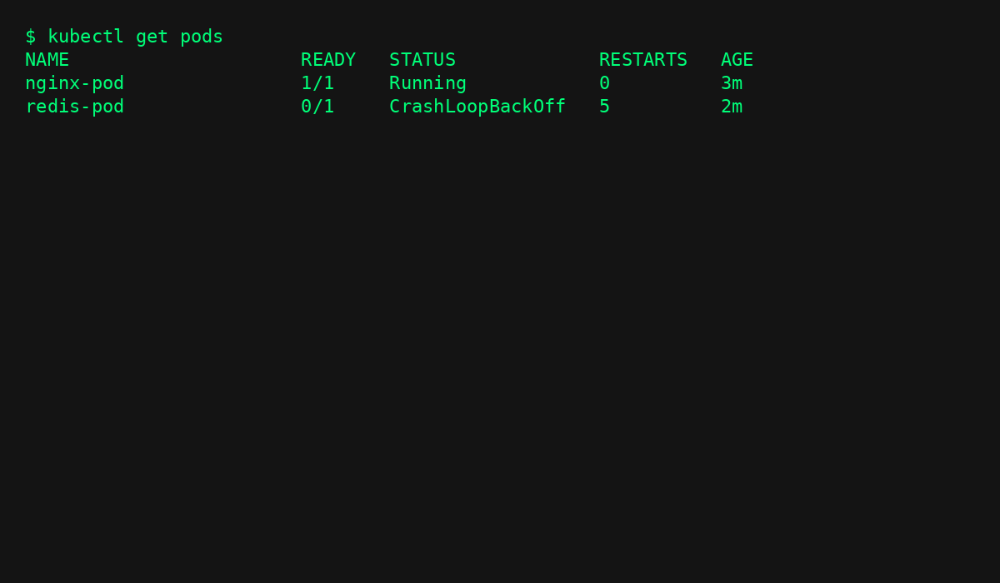 $ kubectl get pods
NAME                     READY   STATUS             RESTARTS   AGE
nginx-pod                1/1     Running            0          3m
redis-pod                0/1     CrashLoopBackOff   5          2m